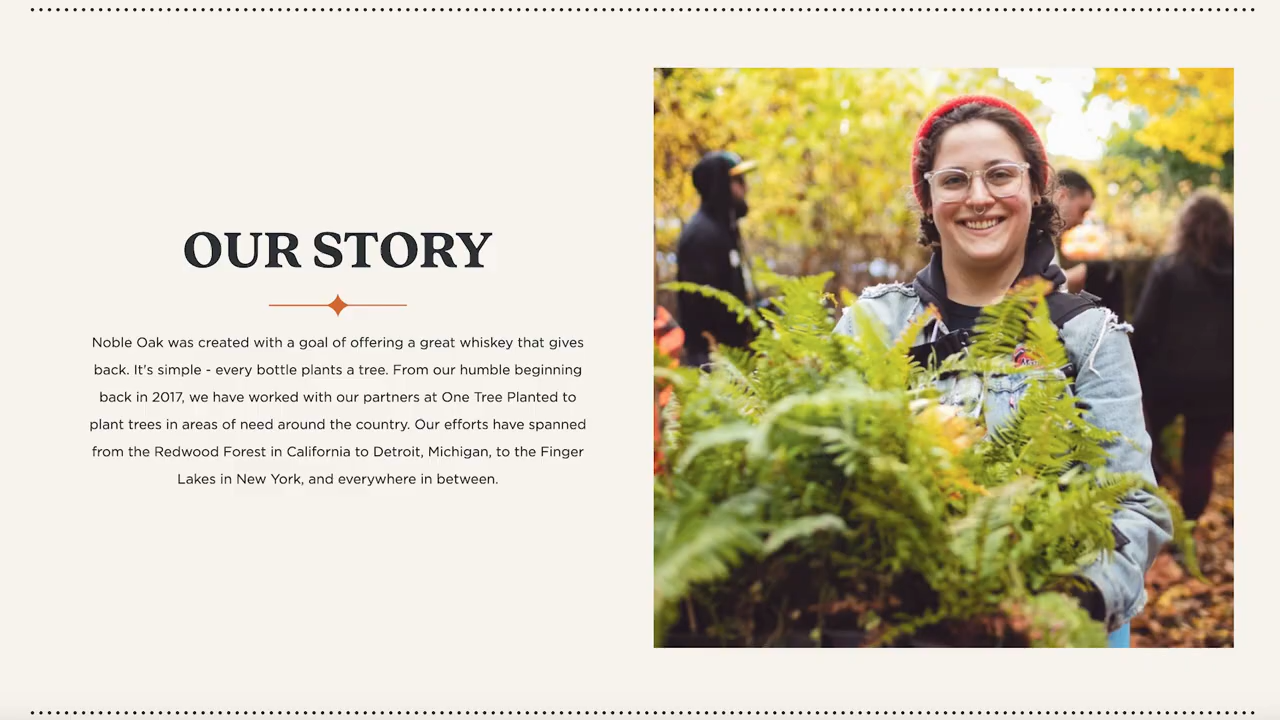 OUR STORY
Noble Oak was created with a goal of offering a great whiskey that gives
back. It's simple - every bottle plants a tree. From our humble beginning
back in 2017, we have worked with our partners at One Tree Planted to
plant trees in areas of need around the country. Our efforts have spanned
from the Redwood Forest in California to Detroit, Michigan, to the Finger
Lakes in New York, and everywhere in between.